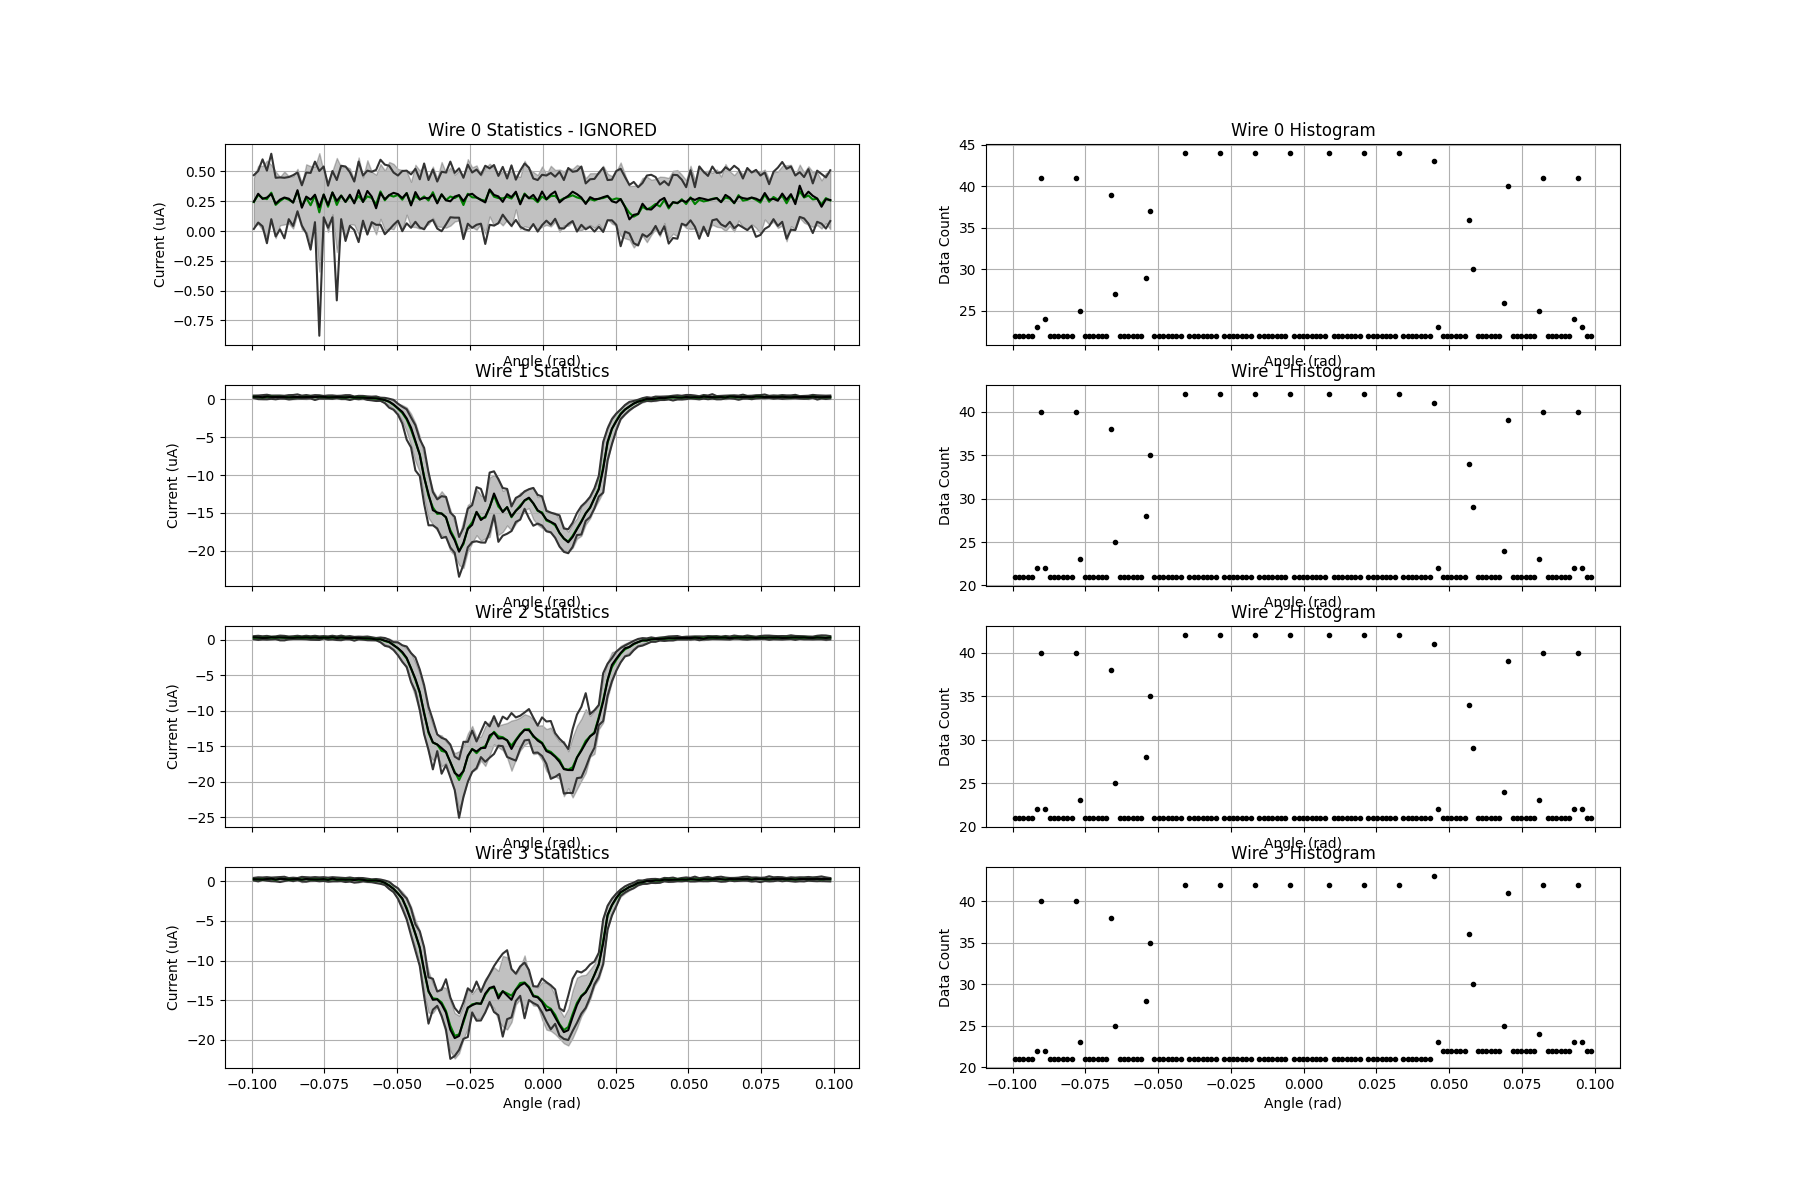 Wire 0 Statistics - IGNORED
Current (uA)
0.50
0.25
0.00
−0.25
−0.50
−0.75
Angle (rad)
Wire 0 Histogram
Data Count
45
40
35
30
25
Angle (rad)
Wire 1 Statistics
Current (uA)
0
−5
−10
−15
−20
Angle (rad)
Wire 1 Histogram
Data Count
40
35
30
25
20
Angle (rad)
Wire 2 Statistics
Current (uA)
0
−5
−10
−15
−20
−25
Angle (rad)
Wire 2 Histogram
Data Count
40
35
30
25
20
Angle (rad)
Wire 3 Statistics
Current (uA)
0
−5
−10
−15
−20
−0.100 −0.075 −0.050 −0.025 0.000 0.025 0.050 0.075 0.100
Angle (rad)
Wire 3 Histogram
Data Count
40
35
30
25
20
−0.100 −0.075 −0.050 −0.025 0.000 0.025 0.050 0.075 0.100
Angle (rad)